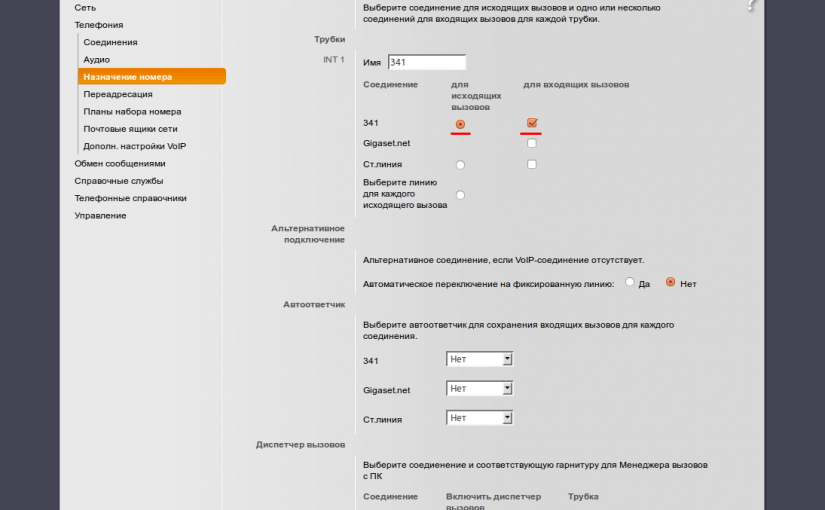 Сеть
Телефония
Соединения
Аудио
Назначение номера
Переадресация
Планы набора номера
Почтовые ящики сети
Дополн. настройки VoIP
Обмен сообщениями
Справочные службы
Телефонные справочники
Управление
?
Выберите соединение для исходящих вызовов и одно или несколько
соединений для входящих вызовов для каждой трубки.
Трубки
INT 1
Имя 341
Соединение для для входящих вызовов
исходящих
вызовов
341
Gigaset.net
Ст.линия
Выберите линию
для каждого
исходящего вызова
Альтернативное
подключение
Альтернативное соединение, если VoIP-соединение отсутствует.
Автоматическое переключение на фиксированную линию: Да Нет
Автоответчик
Выберите автоответчик для сохранения входящих вызовов для каждого
соединения.
341 Нет
Gigaset.net Нет
Ст.линия Нет
Диспетчер вызовов
Выберите соединение и соответствующую гарнитуру для Менеджера вызовов
с ПК
Соединение Включить диспетчер Трубка
вызовов